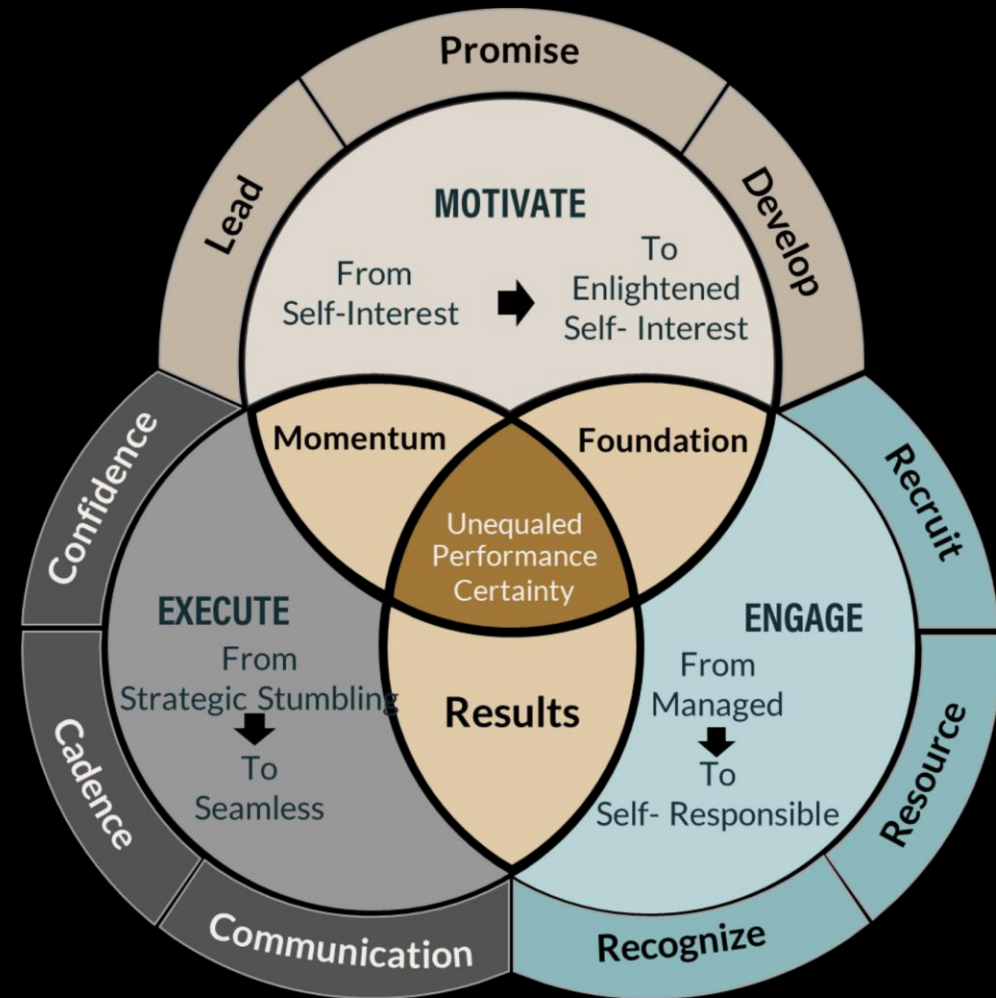 Promise
Lead
Develop
MOTIVATE
From
Self-Interest
To
Enlightened
Self- Interest
Momentum
Foundation
Unequaled
Performance
Certainty
Confidence
Cadence
Communication
EXECUTE
From
Strategic Stumbling
To
Seamless
Results
ENGAGE
From
Managed
To
Self- Responsible
Recruit
Resource
Recognize